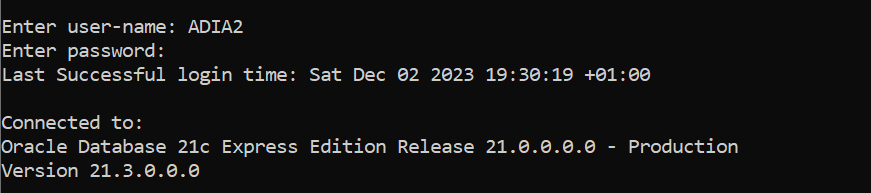 Enter user-name: ADIA2
Enter password:
Last Successful login time: Sat Dec 02 2023 19:30:19 +01:00
Connected to:
Oracle Database 21c Express Edition Release 21.0.0.0.0 - Production
Version 21.3.0.0.0